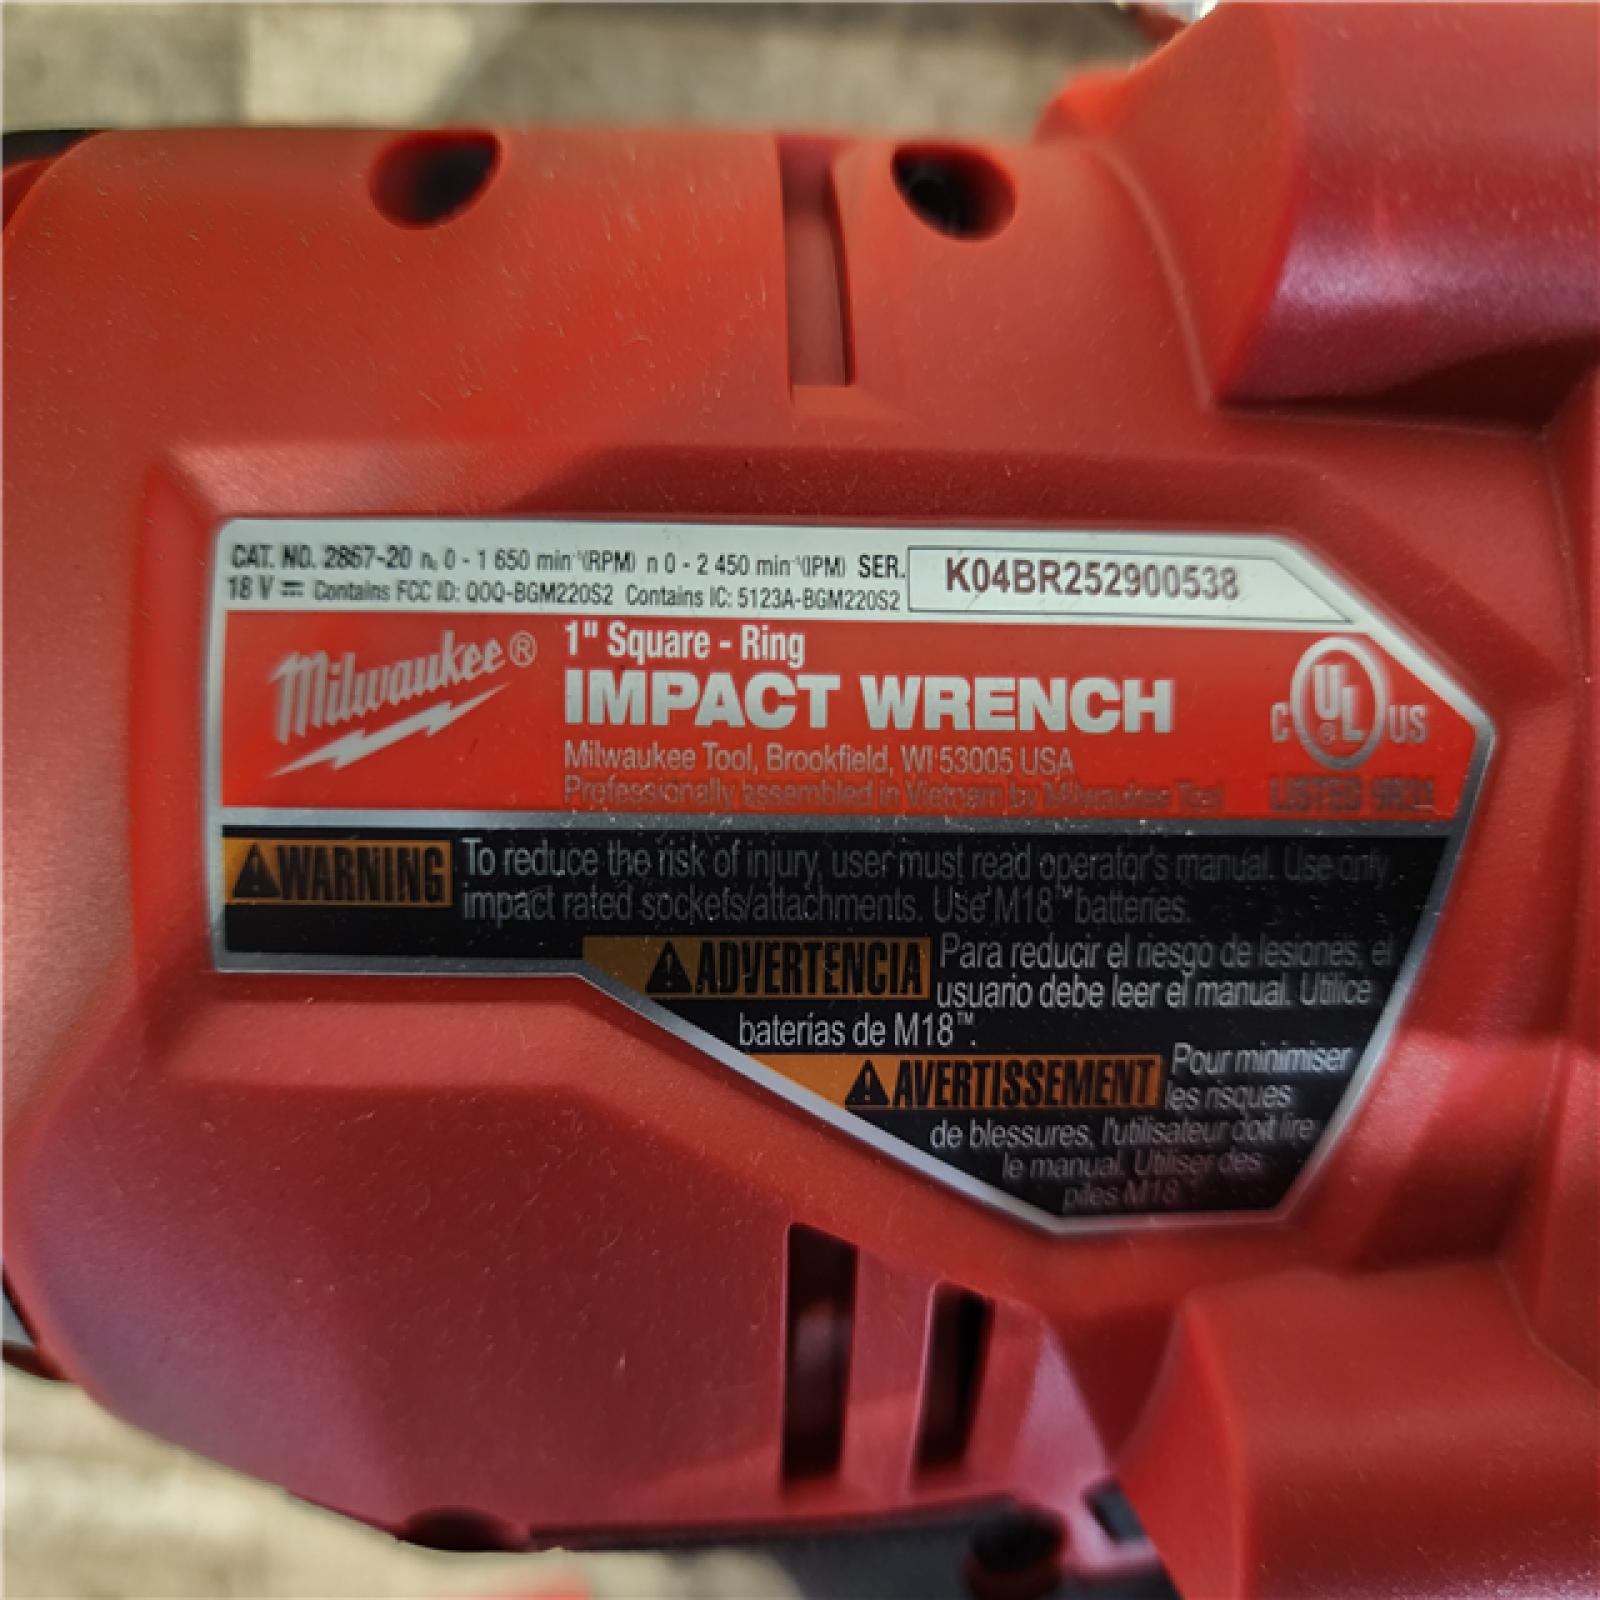 CAT. NO. 2867-20 n₀ 0 - 1 650 min⁻¹(RPM) n 0 - 2 450 min⁻¹(IPM) SER. K04BR252900538
18 V ⎓ Contains FCC ID: QOQ-BGM220S2 Contains IC: 5123A-BGM220S2
Milwaukee®
1" Square - Ring
IMPACT WRENCH
Milwaukee Tool, Brookfield, WI 53005 USA
Professionally assembled in Vietnam by Milwaukee Tool
C UL® US
LISTED 9R31
⚠WARNING To reduce the risk of injury, user must read operator's manual. Use only
impact rated sockets/attachments. Use M18™ batteries.
⚠ADVERTENCIA Para reducir el riesgo de lesiones, el
usuario debe leer el manual. Utilice
baterías de M18™.
⚠AVERTISSEMENT Pour minimiser
les risques
de blessures, l'utilisateur doit lire
le manual. Utiliser des
piles M18™